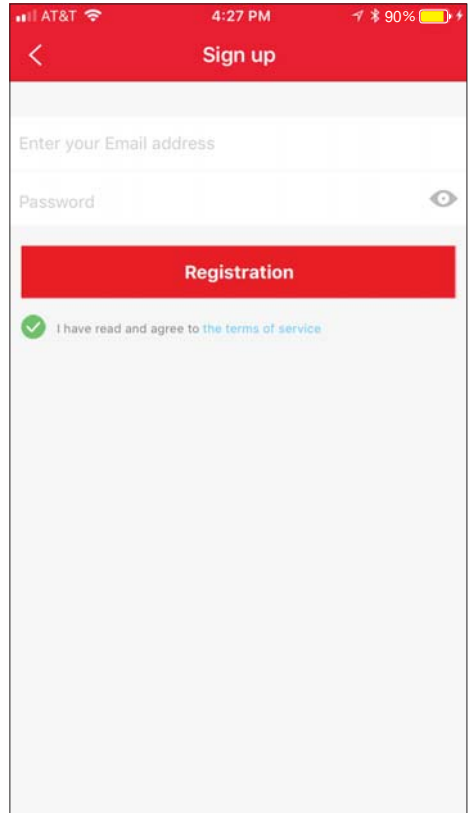 AT&T 4:27 PM 90%
Sign up
Enter your Email address
Password
Registration
I have read and agree to the terms of service